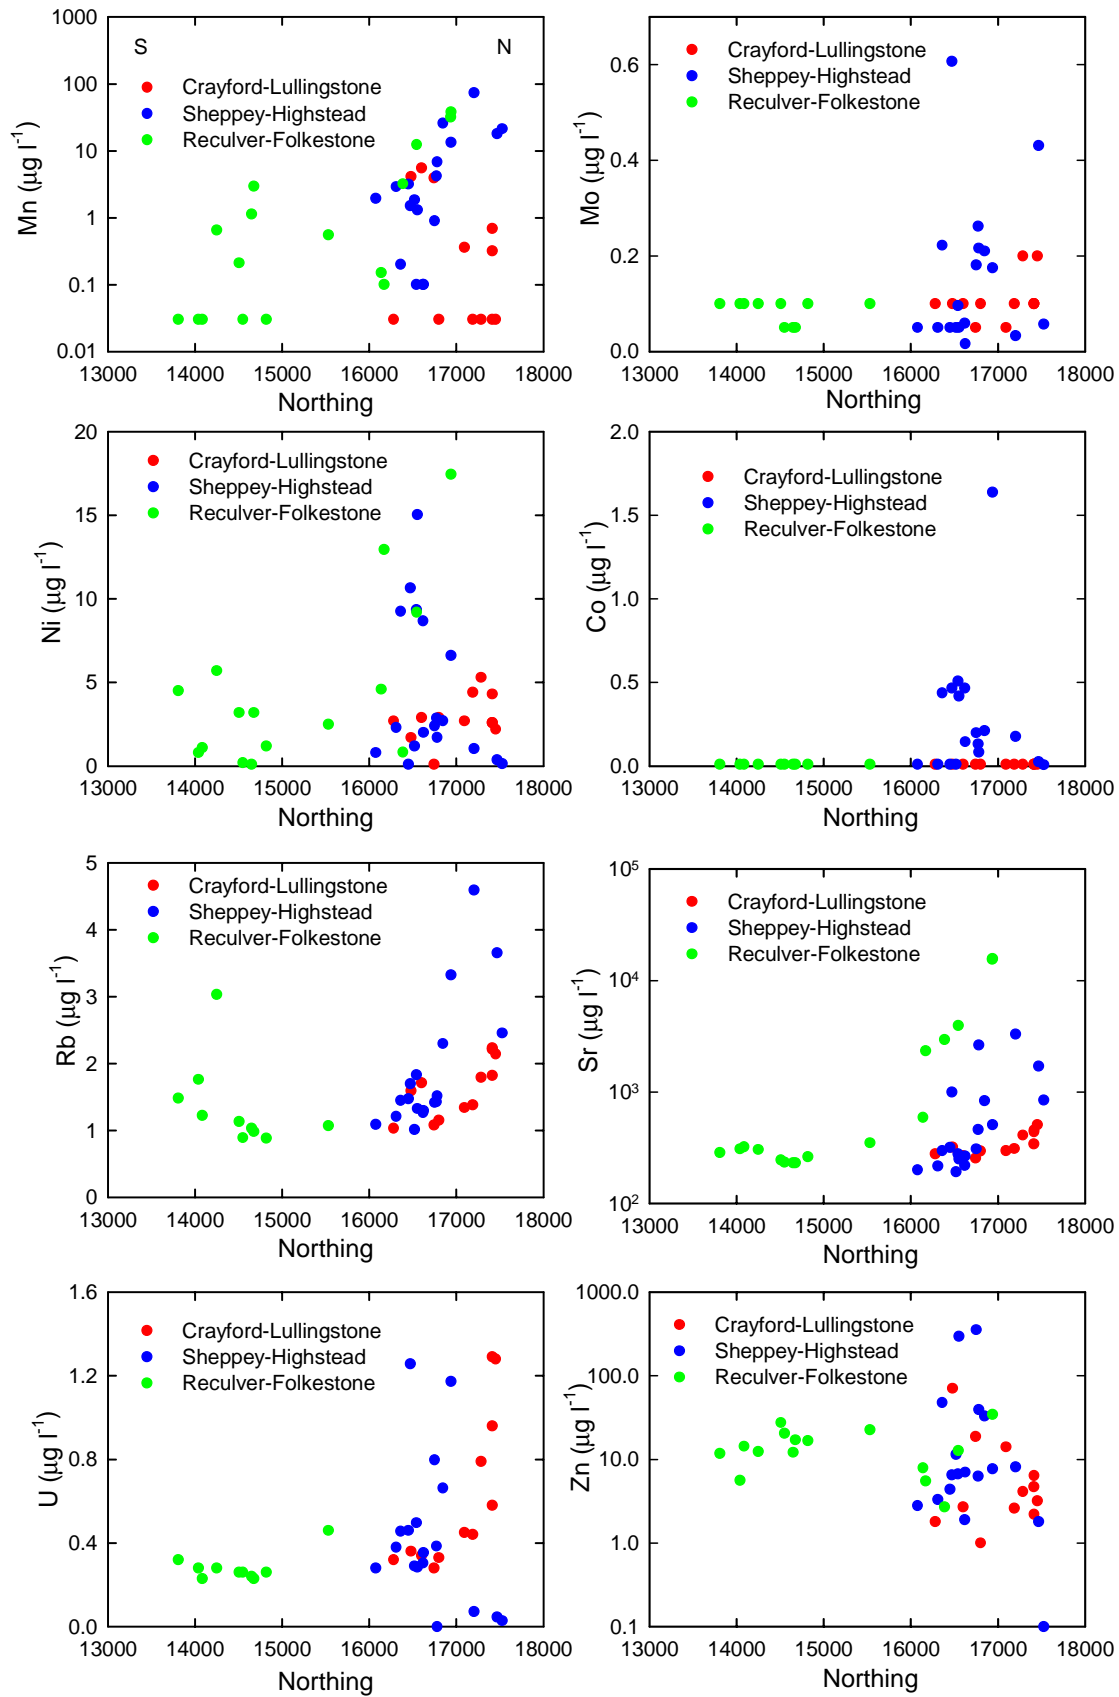 1000
100
10
1
0.1
0.01
Mn (µg l⁻¹)
S
N
Crayford-Lullingstone
Sheppey-Highstead
Reculver-Folkestone
13000 14000 15000 16000 17000 18000
Northing
0.6
0.4
0.2
0.0
Mo (µg l⁻¹)
Crayford-Lullingstone
Sheppey-Highstead
Reculver-Folkestone
13000 14000 15000 16000 17000 18000
Northing
20
15
10
5
0
Ni (µg l⁻¹)
Crayford-Lullingstone
Sheppey-Highstead
Reculver-Folkestone
13000 14000 15000 16000 17000 18000
Northing
2.0
1.5
1.0
0.5
0.0
Co (µg l⁻¹)
Crayford-Lullingstone
Sheppey-Highstead
Reculver-Folkestone
13000 14000 15000 16000 17000 18000
Northing
5
4
3
2
1
0
Rb (µg l⁻¹)
Crayford-Lullingstone
Sheppey-Highstead
Reculver-Folkestone
13000 14000 15000 16000 17000 18000
Northing
10⁵
10⁴
10³
10²
Sr (µg l⁻¹)
Crayford-Lullingstone
Sheppey-Highstead
Reculver-Folkestone
13000 14000 15000 16000 17000 18000
Northing
1.6
1.2
0.8
0.4
0.0
U (µg l⁻¹)
Crayford-Lullingstone
Sheppey-Highstead
Reculver-Folkestone
13000 14000 15000 16000 17000 18000
Northing
1000.0
100.0
10.0
1.0
0.1
Zn (µg l⁻¹)
Crayford-Lullingstone
Sheppey-Highstead
Reculver-Folkestone
13000 14000 15000 16000 17000 18000
Northing